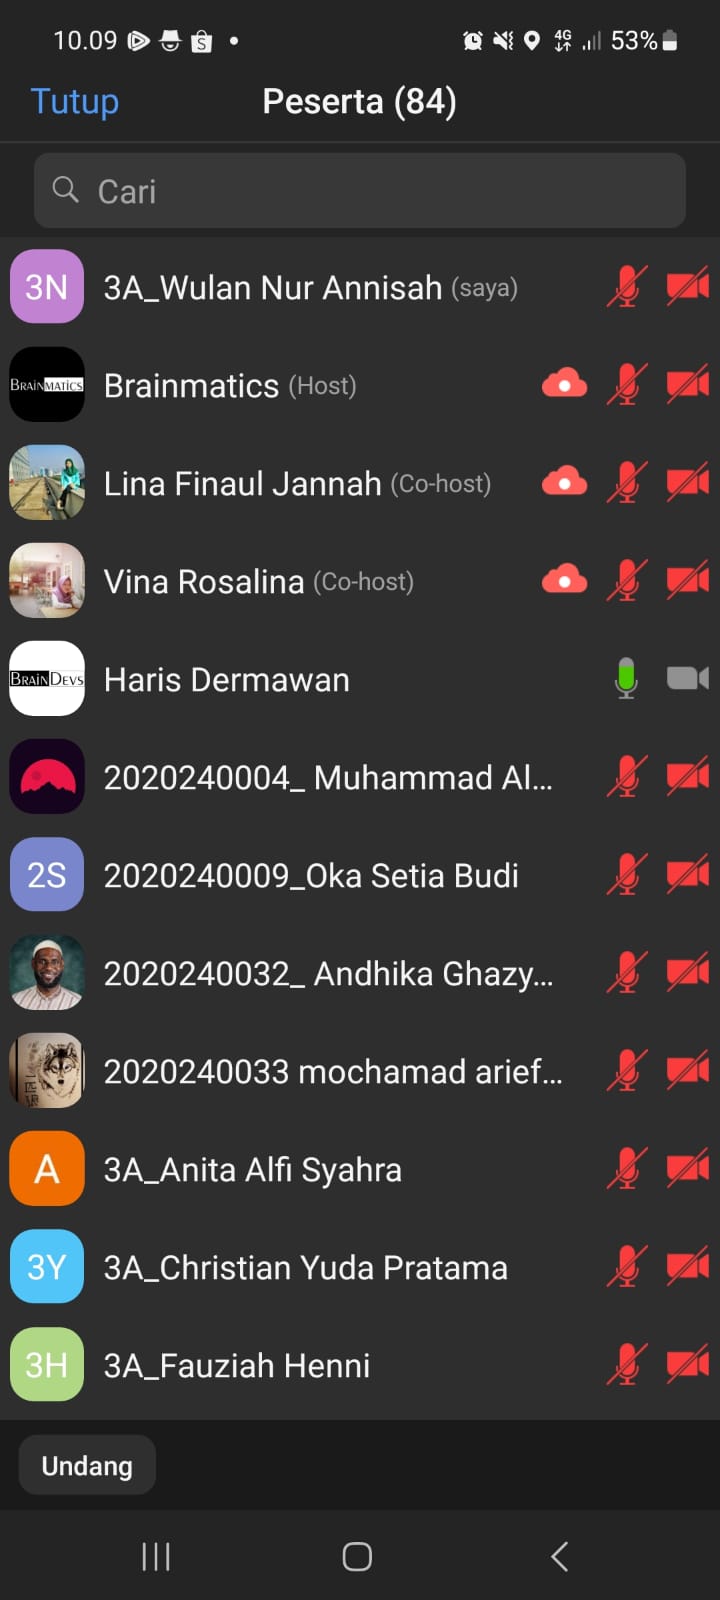 10.09 4G 53%
Tutup Peserta (84)
Cari
3N 3A_Wulan Nur Annisah (saya)
BRAINMATICS Brainmatics (Host)
Lina Finaul Jannah (Co-host)
Vina Rosalina (Co-host)
BRAINDEVS Haris Dermawan
2020240004_ Muhammad Al...
2S 2020240009_Oka Setia Budi
2020240032_ Andhika Ghazy...
2020240033 mochamad arief...
A 3A_Anita Alfi Syahra
3Y 3A_Christian Yuda Pratama
3H 3A_Fauziah Henni
Undang